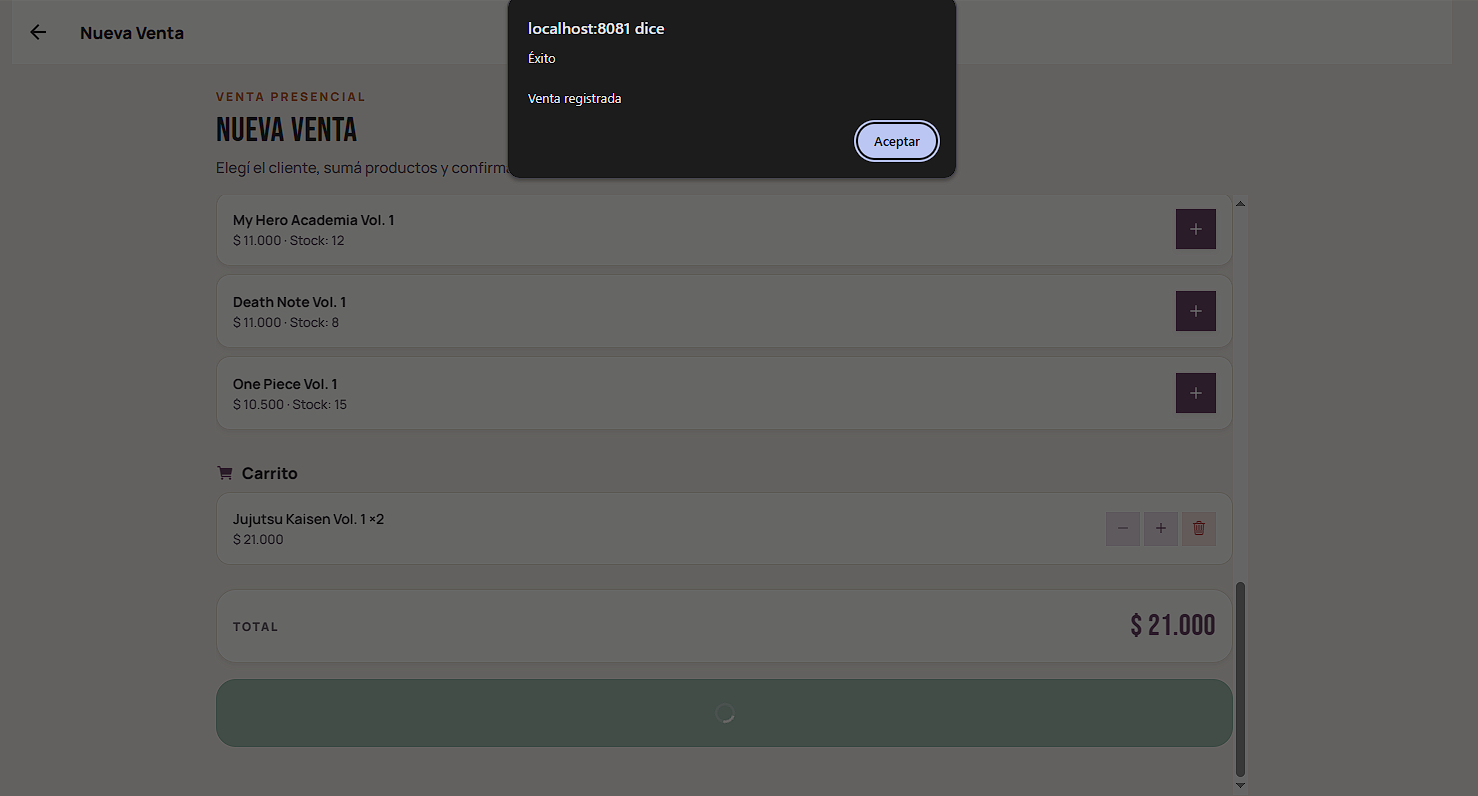 Nueva Venta
localhost:8081 dice
Éxito
Venta registrada
Aceptar
VENTA PRESENCIAL
NUEVA VENTA
Elegí el cliente, sumá productos y confirma
My Hero Academia Vol. 1
$ 11.000 · Stock: 12
+
Death Note Vol. 1
$ 11.000 · Stock: 8
+
One Piece Vol. 1
$ 10.500 · Stock: 15
+
Carrito
Jujutsu Kaisen Vol. 1 ×2
$ 21.000
− +
TOTAL
$ 21.000